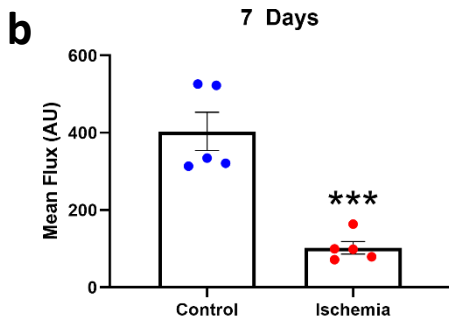 b
7 Days
Mean Flux (AU)
600
400
200
0
***
Control
Ischemia